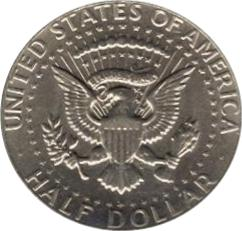 UNITED STATES OF AMERICA
HALF DOLLAR